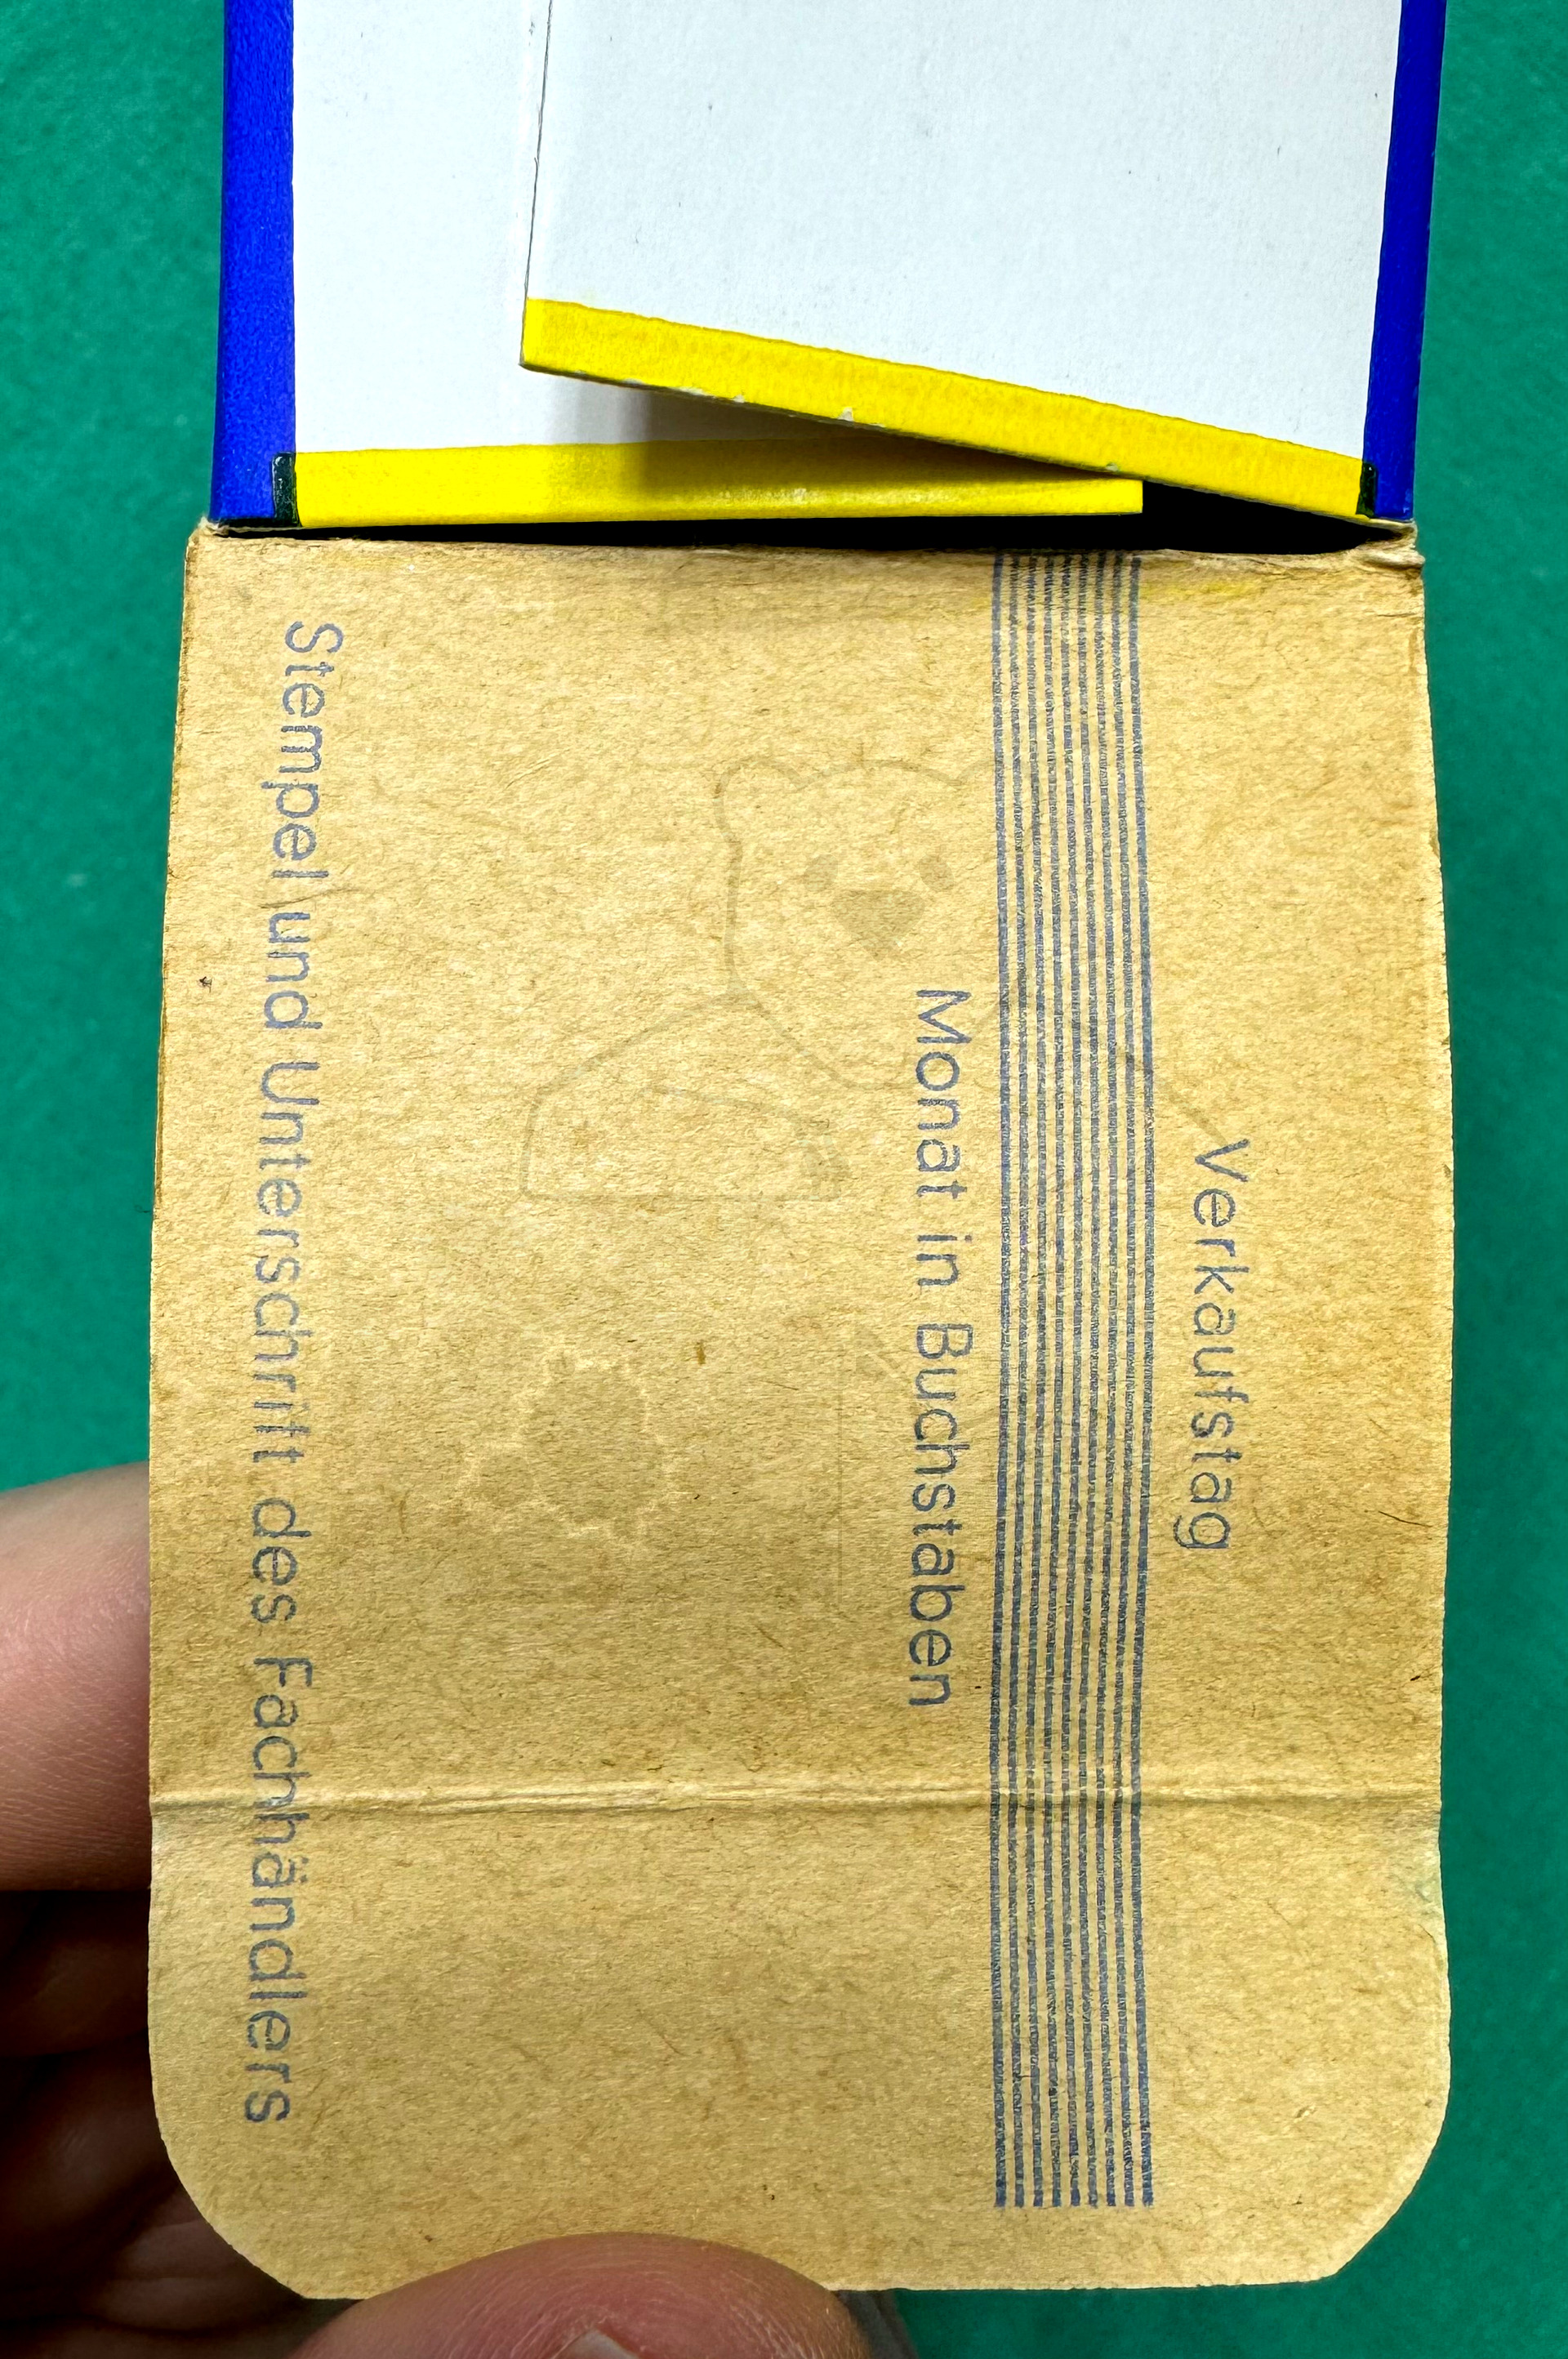 Verkaufstag
Monat in Buchstaben
Stempel und Unterschrift des Fachhändlers